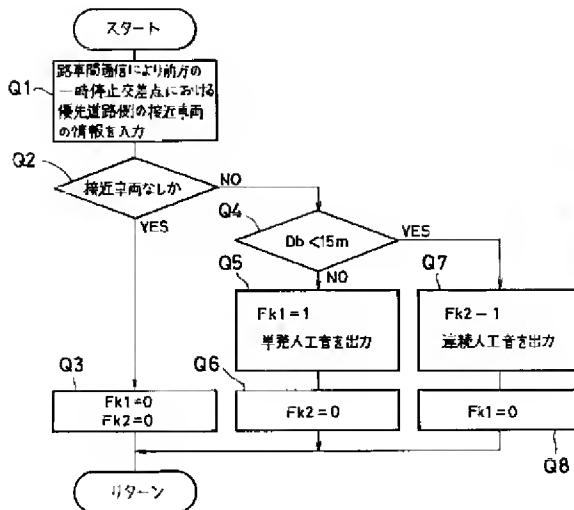 スタート
Q1
路車間通信により前方の
一時停止交差点における
優先道路側の接近車両
の情報を入力
Q2
接近車両なしか
NO
YES
Q4
Db<15m
YES
NO
Q5
Fk1=1
単発人工音を出力
Q7
Fk2-1
連続人工音を出力
Q3
Fk1=0
Fk2=0
Q6
Fk2=0
Fk1=0
Q8
リターン